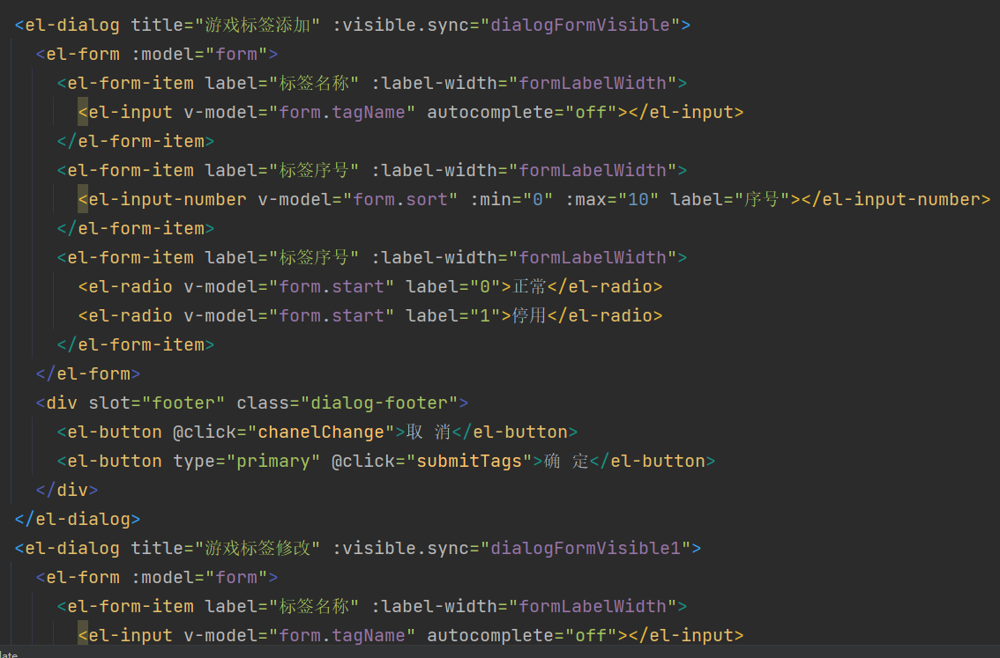 <el-dialog title="游戏标签添加" :visible.sync="dialogFormVisible">
<el-form :model="form">
<el-form-item label="标签名称" :label-width="formLabelWidth">
<el-input v-model="form.tagName" autocomplete="off"></el-input>
</el-form-item>
<el-form-item label="标签序号" :label-width="formLabelWidth">
<el-input-number v-model="form.sort" :min="0" :max="10" label="序号"></el-input-number>
</el-form-item>
<el-form-item label="标签序号" :label-width="formLabelWidth">
<el-radio v-model="form.start" label="0">正常</el-radio>
<el-radio v-model="form.start" label="1">停用</el-radio>
</el-form-item>
</el-form>
<div slot="footer" class="dialog-footer">
<el-button @click="chanelChange">取 消</el-button>
<el-button type="primary" @click="submitTags">确 定</el-button>
</div>
</el-dialog>
<el-dialog title="游戏标签修改" :visible.sync="dialogFormVisible1">
<el-form :model="form">
<el-form-item label="标签名称" :label-width="formLabelWidth">
<el-input v-model="form.tagName" autocomplete="off"></el-input>